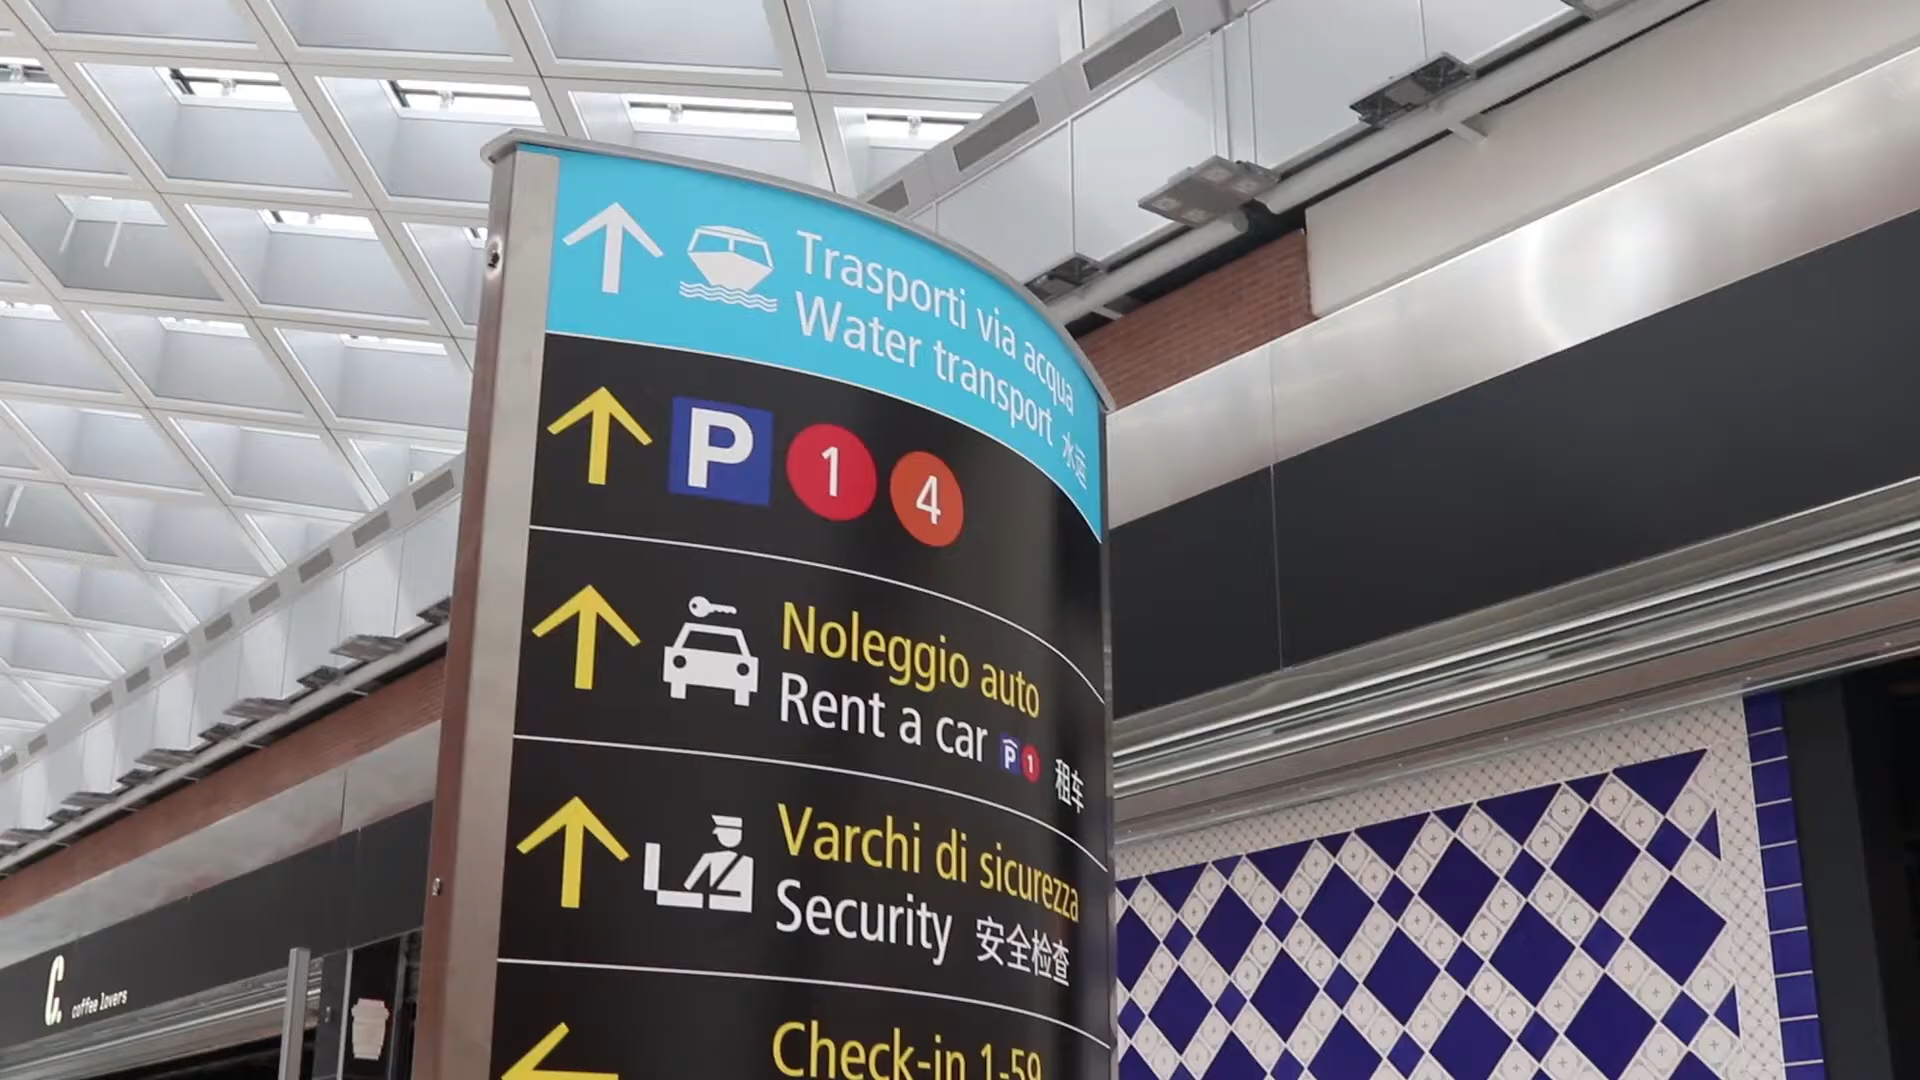 Trasporti via acqua
Water transport 水运
P 1 4
Noleggio auto
Rent a car P 1 租车
Varchi di sicurezza
Security 安全检查
Check-in 1-59
C. coffee lovers